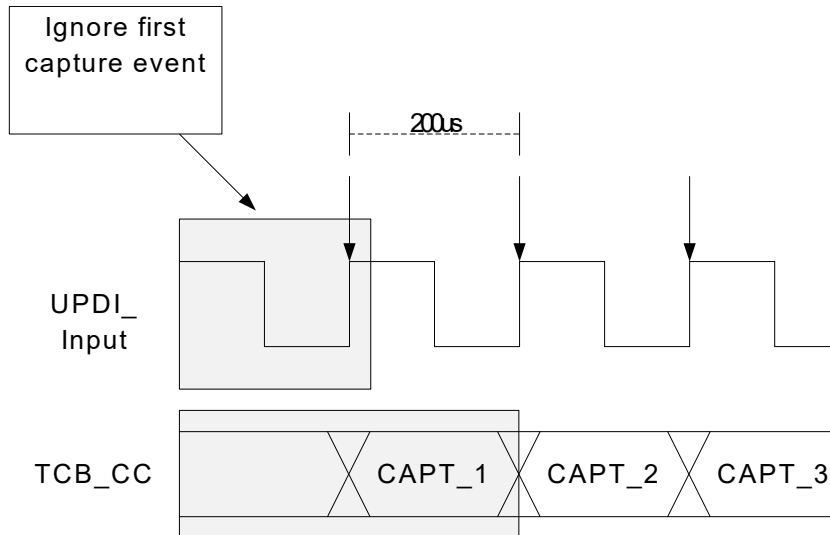 Ignore first
capture event
200us
UPDI_
Input
TCB_CC
CAPT_1
CAPT_2
CAPT_3